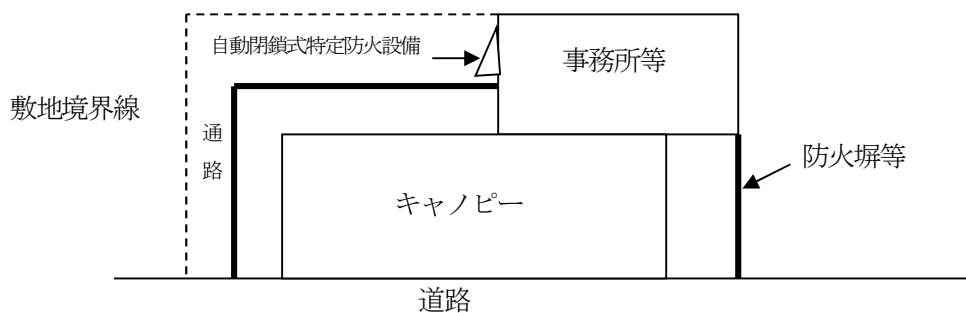 自動閉鎖式特定防火設備
事務所等
敷地境界線
通路
防火塀等
キャノピー
道路